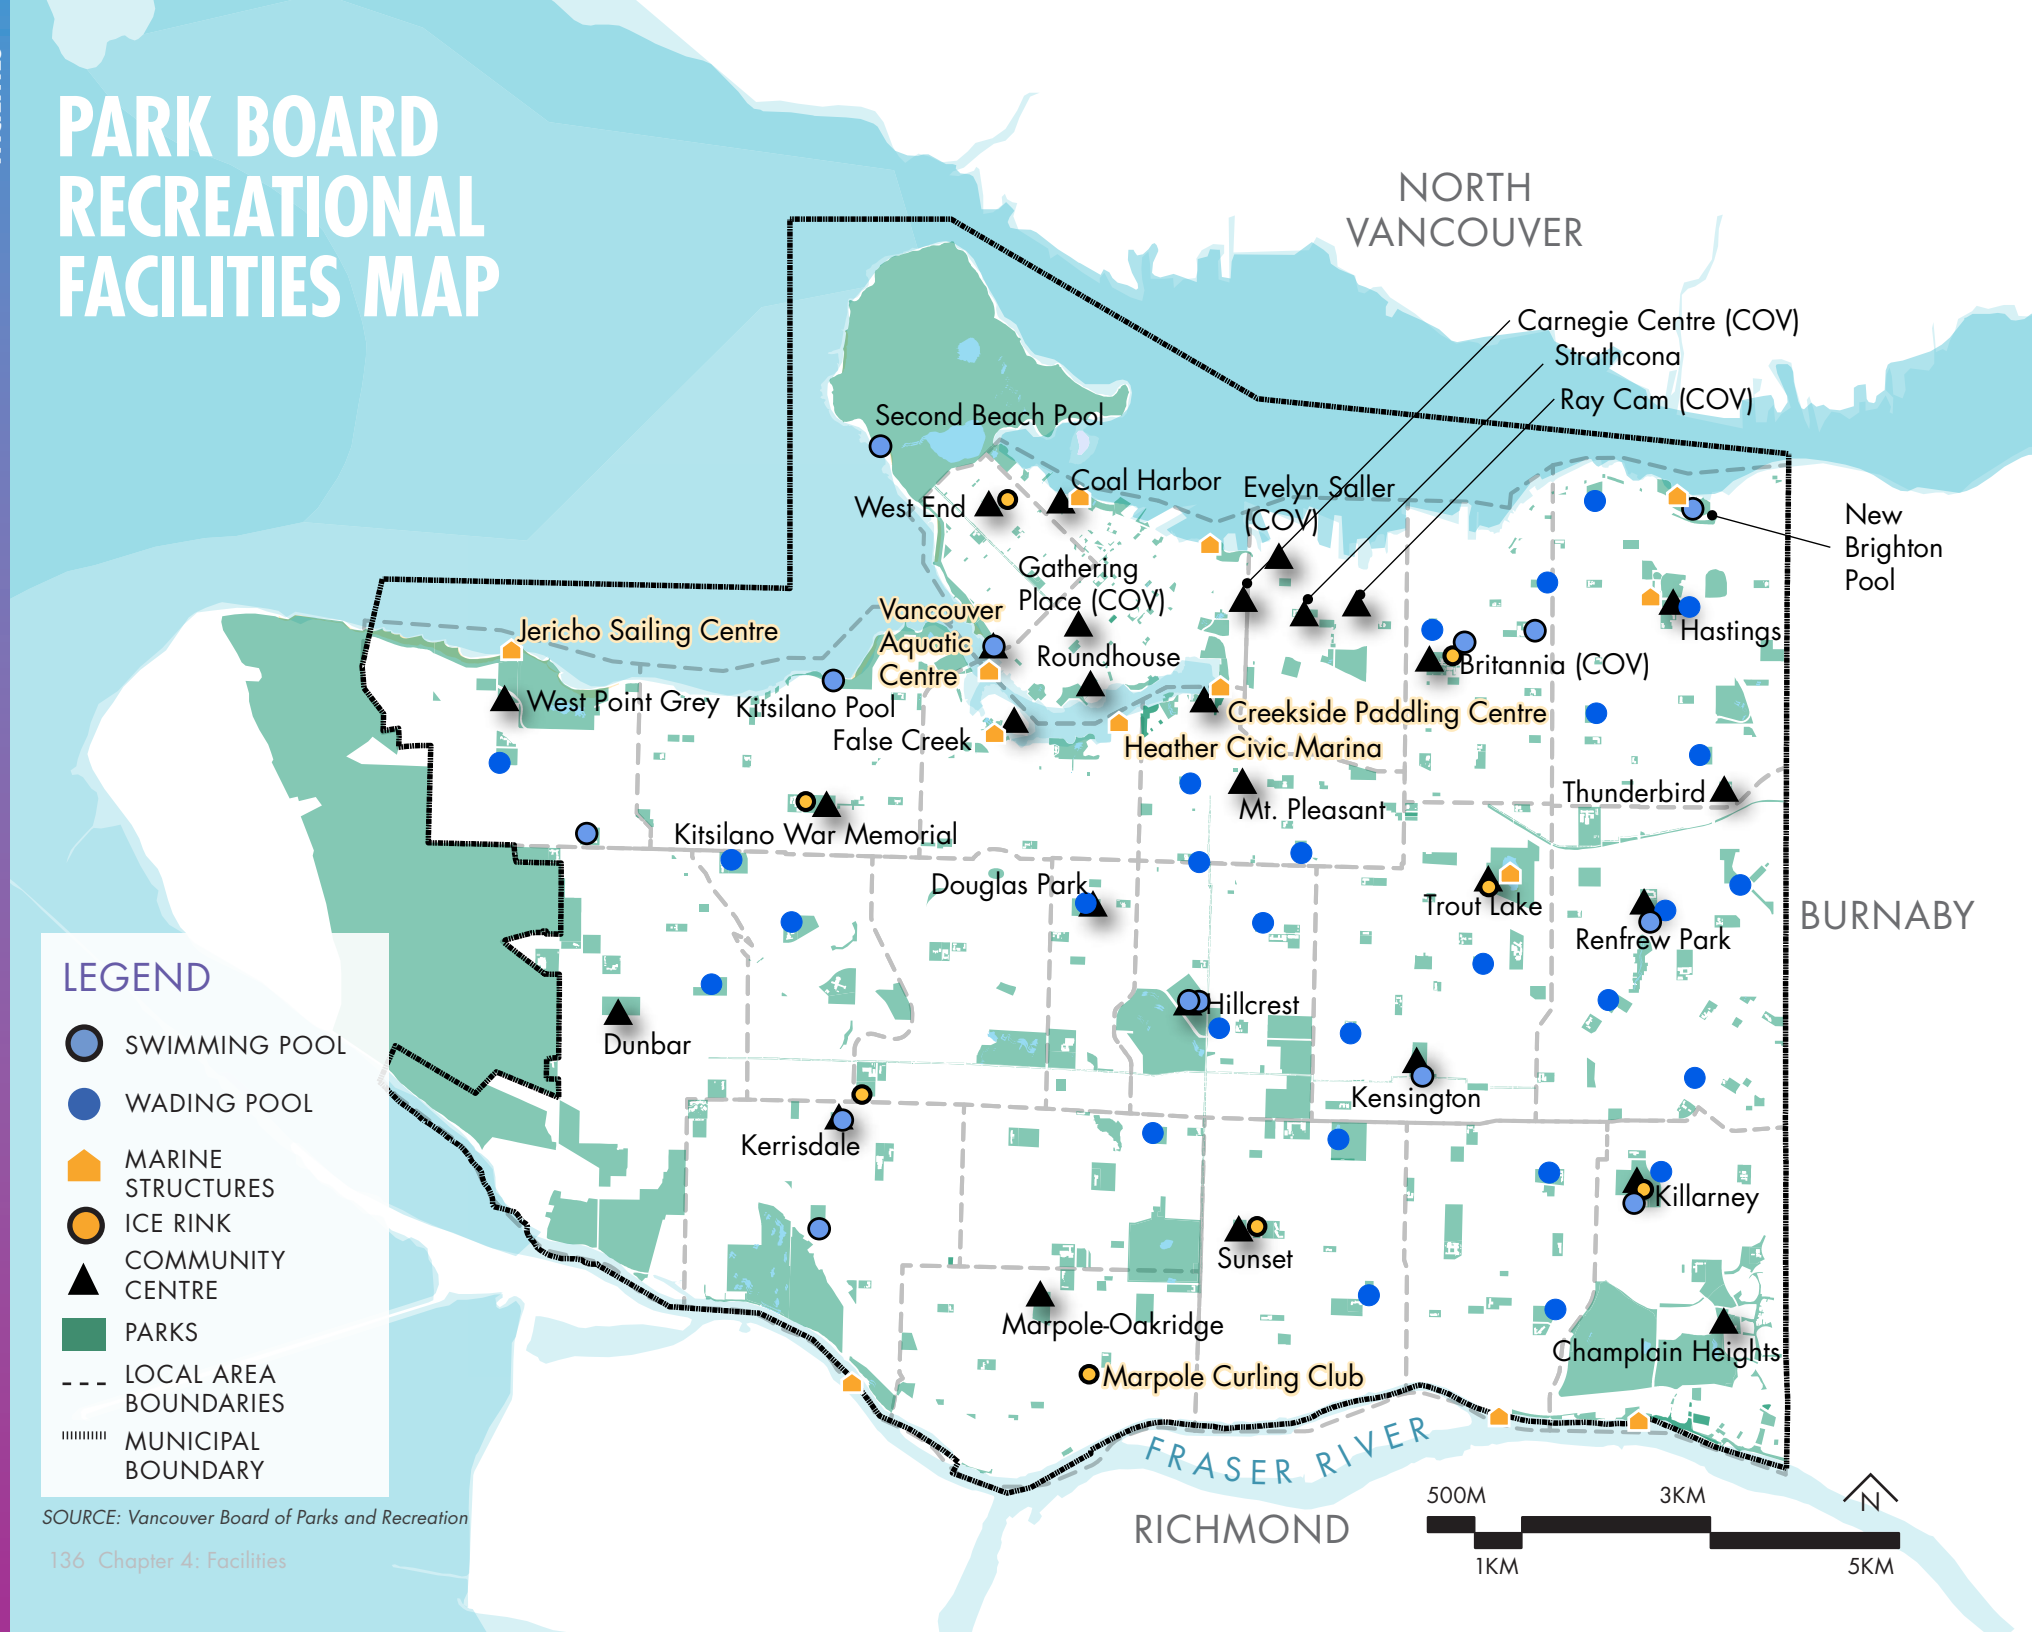 PARK BOARD
RECREATIONAL
FACILITIES MAP
NORTH
VANCOUVER
Carnegie Centre (COV)
Strathcona
Ray Cam (COV)
Second Beach Pool
Coal Harbor
Evelyn Saller
(COV)
West End
New
Brighton
Pool
Gathering
Place (COV)
Vancouver
Aquatic
Centre
Jericho Sailing Centre
Hastings
Roundhouse
Britannia (COV)
West Point Grey
Kitsilano Pool
False Creek
Creekside Paddling Centre
Heather Civic Marina
Thunderbird
Mt. Pleasant
Kitsilano War Memorial
Douglas Park
Trout Lake
Renfrew Park
BURNABY
Hillcrest
Dunbar
Kensington
Kerrisdale
Killarney
Sunset
Marpole-Oakridge
Champlain Heights
Marpole Curling Club
FRASER RIVER
RICHMOND
LEGEND
SWIMMING POOL
WADING POOL
MARINE
STRUCTURES
ICE RINK
COMMUNITY
CENTRE
PARKS
LOCAL AREA
BOUNDARIES
MUNICIPAL
BOUNDARY
SOURCE: Vancouver Board of Parks and Recreation
136 Chapter 4: Facilities
500M
3KM
1KM
5KM
N